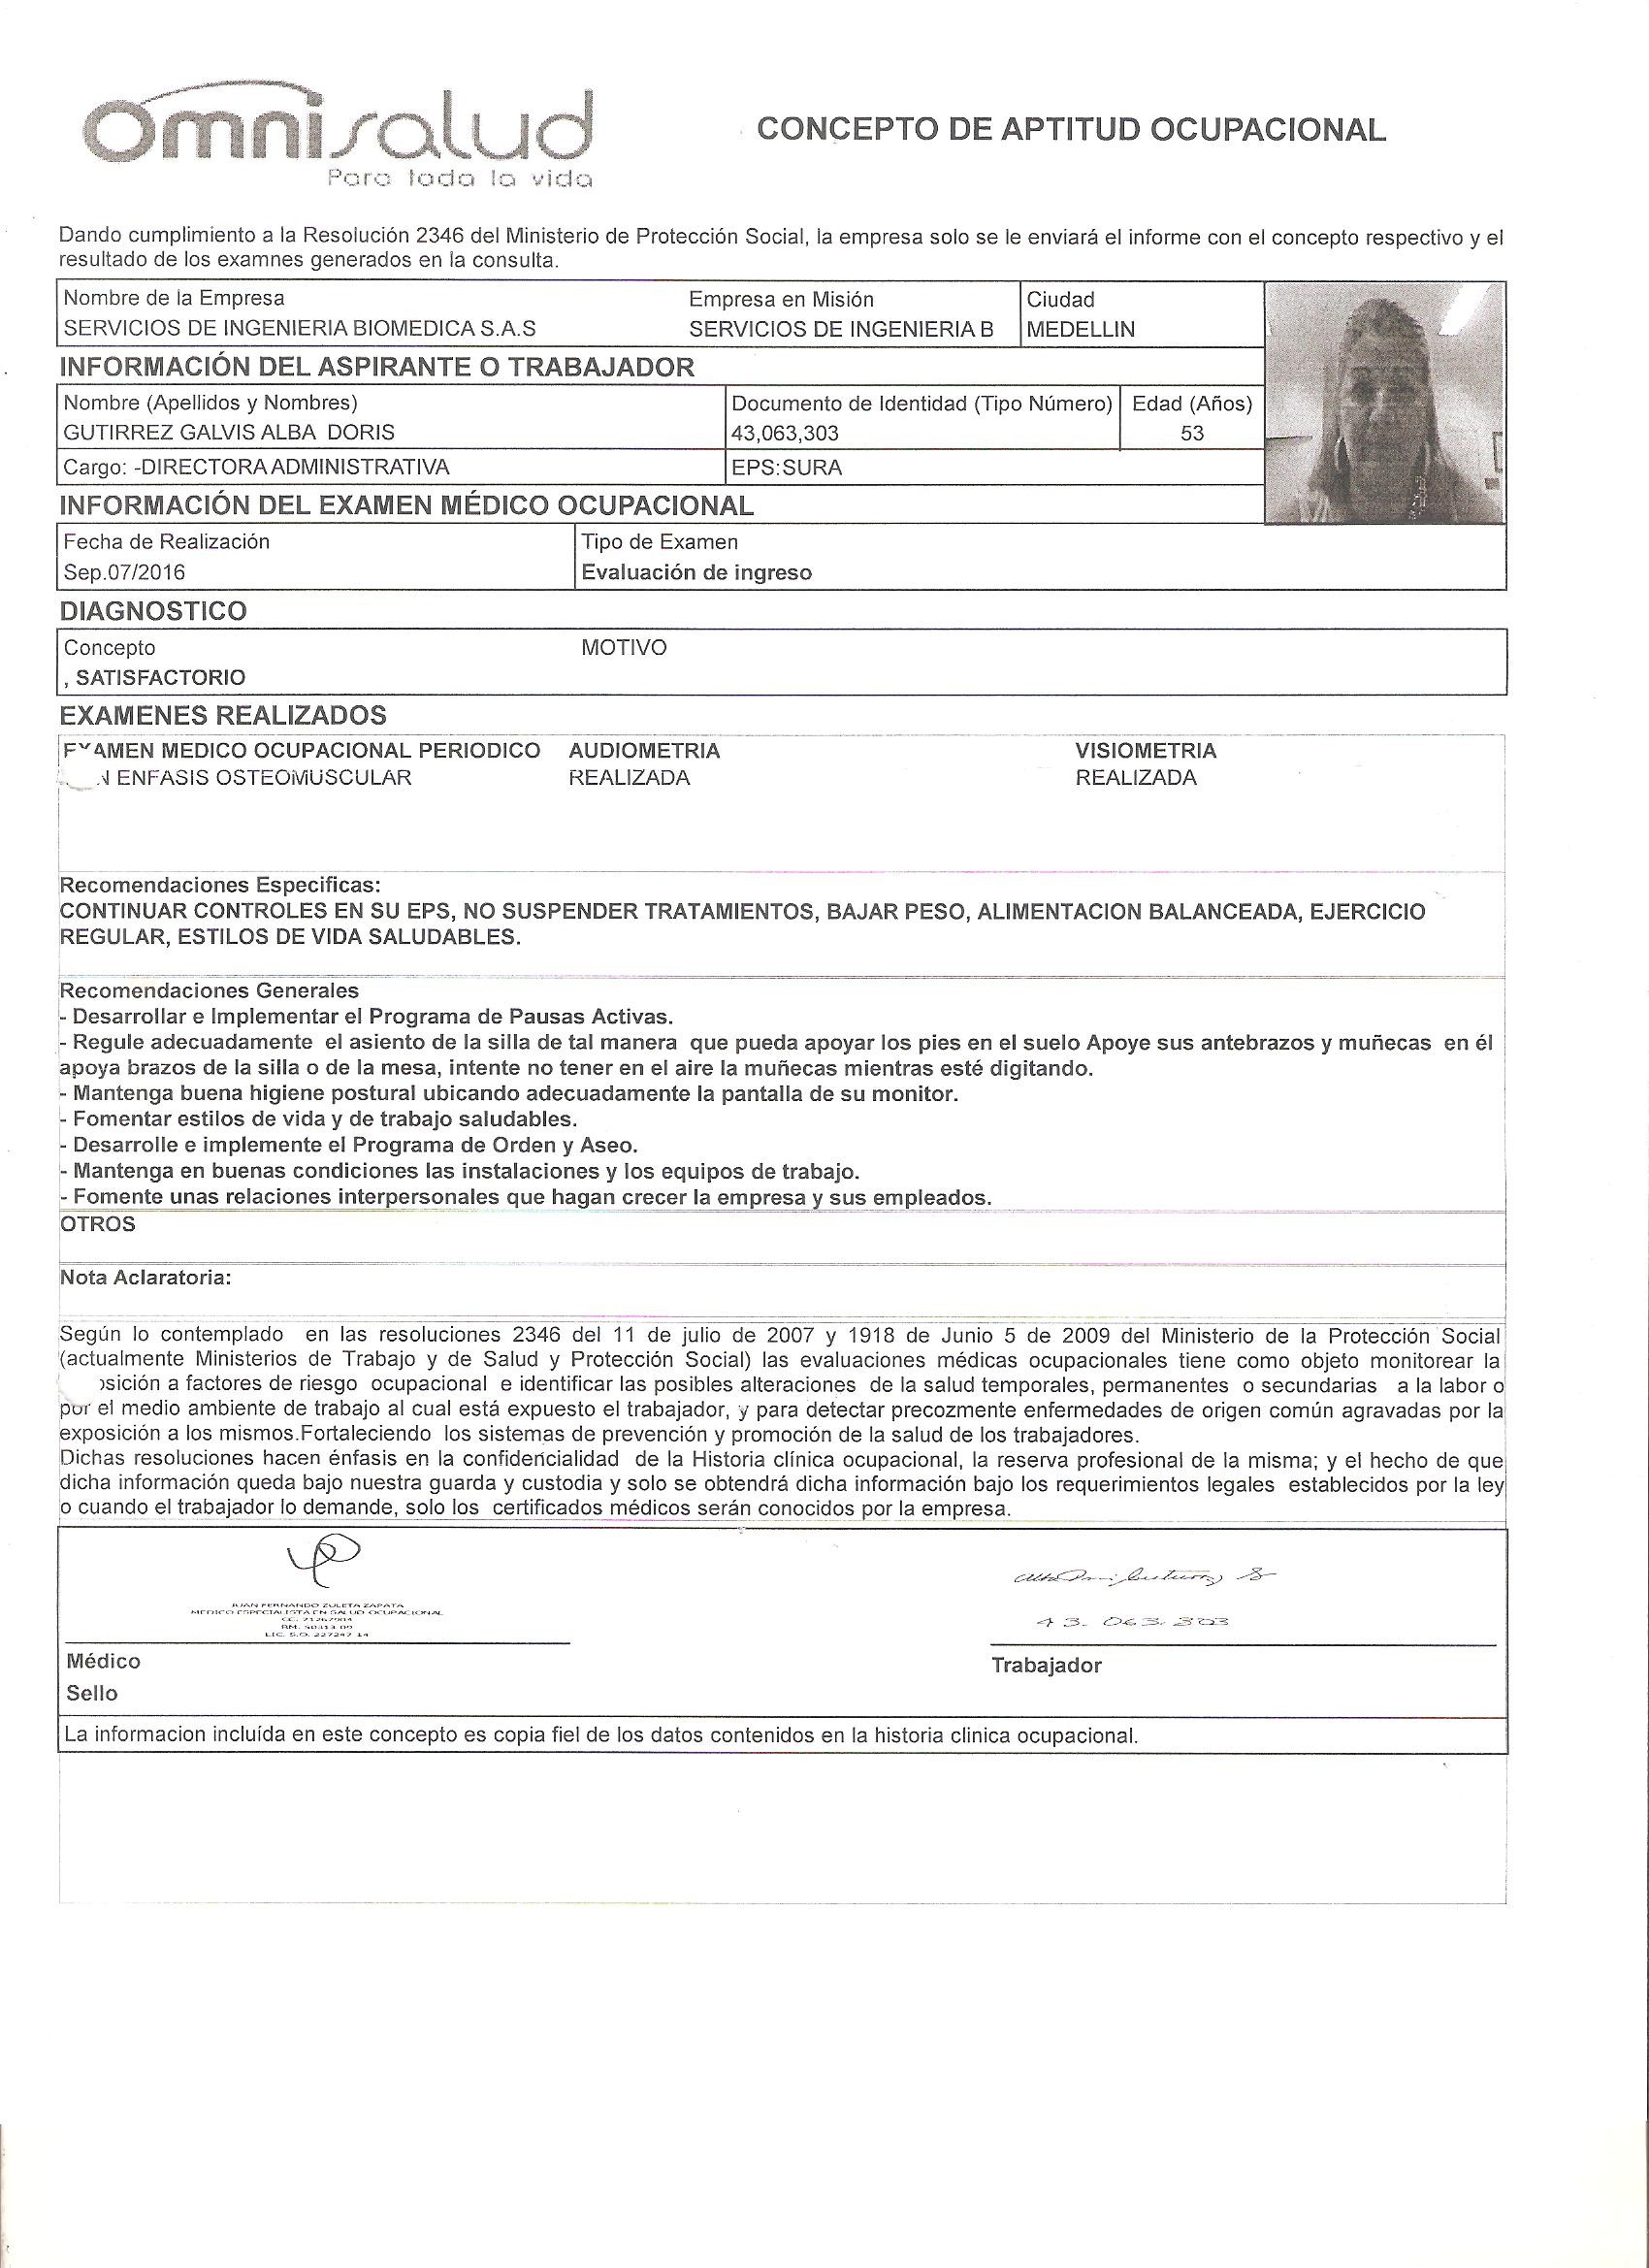 Omnisalud
Para toda la vida
CONCEPTO DE APTITUD OCUPACIONAL
Dando cumplimiento a la Resolución 2346 del Ministerio de Protección Social, la empresa solo se le enviará el informe con el concepto respectivo y el
resultado de los examnes generados en la consulta.
Nombre de la Empresa Empresa en Misión Ciudad
SERVICIOS DE INGENIERIA BIOMEDICA S.A.S SERVICIOS DE INGENIERIA B MEDELLIN
INFORMACIÓN DEL ASPIRANTE O TRABAJADOR
Nombre (Apellidos y Nombres) Documento de Identidad (Tipo Número) Edad (Años)
GUTIRREZ GALVIS ALBA DORIS 43,063,303 53
Cargo: -DIRECTORA ADMINISTRATIVA EPS:SURA
INFORMACIÓN DEL EXAMEN MÉDICO OCUPACIONAL
Fecha de Realización Tipo de Examen
Sep.07/2016 Evaluación de ingreso
DIAGNOSTICO
Concepto MOTIVO
, SATISFACTORIO
EXAMENES REALIZADOS
EXAMEN MEDICO OCUPACIONAL PERIODICO AUDIOMETRIA VISIOMETRIA
ENFASIS OSTEOMUSCULAR REALIZADA REALIZADA
Recomendaciones Especificas:
CONTINUAR CONTROLES EN SU EPS, NO SUSPENDER TRATAMIENTOS, BAJAR PESO, ALIMENTACION BALANCEADA, EJERCICIO
REGULAR, ESTILOS DE VIDA SALUDABLES.
Recomendaciones Generales
- Desarrollar e Implementar el Programa de Pausas Activas.
- Regule adecuadamente el asiento de la silla de tal manera que pueda apoyar los pies en el suelo Apoye sus antebrazos y muñecas en él
apoya brazos de la silla o de la mesa, intente no tener en el aire la muñecas mientras esté digitando.
- Mantenga buena higiene postural ubicando adecuadamente la pantalla de su monitor.
- Fomentar estilos de vida y de trabajo saludables.
- Desarrolle e implemente el Programa de Orden y Aseo.
- Mantenga en buenas condiciones las instalaciones y los equipos de trabajo.
- Fomente unas relaciones interpersonales que hagan crecer la empresa y sus empleados.
OTROS
Nota Aclaratoria:
Según lo contemplado en las resoluciones 2346 del 11 de julio de 2007 y 1918 de Junio 5 de 2009 del Ministerio de la Protección Social
(actualmente Ministerios de Trabajo y de Salud y Protección Social) las evaluaciones médicas ocupacionales tiene como objeto monitorear la
osición a factores de riesgo ocupacional e identificar las posibles alteraciones de la salud temporales, permanentes o secundarias a la labor o
por el medio ambiente de trabajo al cual está expuesto el trabajador, y para detectar precozmente enfermedades de origen común agravadas por la
exposición a los mismos.Fortaleciendo los sistemas de prevención y promoción de la salud de los trabajadores.
Dichas resoluciones hacen énfasis en la confidencialidad de la Historia clínica ocupacional, la reserva profesional de la misma; y el hecho de que
dicha información queda bajo nuestra guarda y custodia y solo se obtendrá dicha información bajo los requerimientos legales establecidos por la ley
o cuando el trabajador lo demande, solo los certificados médicos serán conocidos por la empresa.
JUAN FERNANDO ZULETA ZAPATA
MEDICO ESPECIALISTA EN SALUD OCUPACIONAL
43.063.303
Médico Trabajador
Sello
La informacion incluída en este concepto es copia fiel de los datos contenidos en la historia clinica ocupacional.